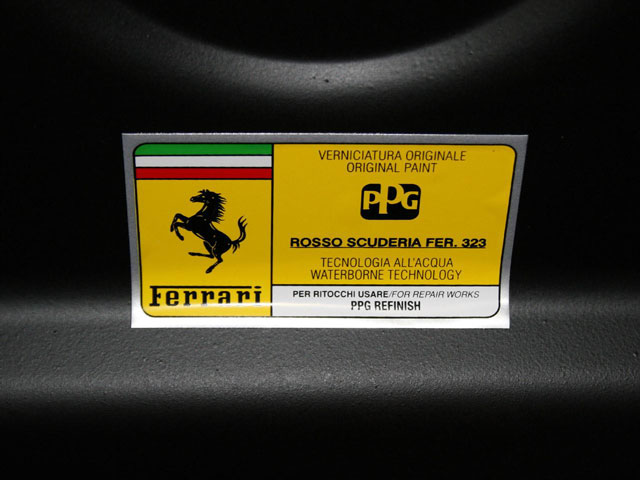 Ferrari
VERNICIATURA ORIGINALE
ORIGINAL PAINT
PPG
ROSSO SCUDERIA FER. 323
TECNOLOGIA ALL'ACQUA
WATERBORNE TECHNOLOGY
PER RITOCCHI USARE/FOR REPAIR WORKS
PPG REFINISH